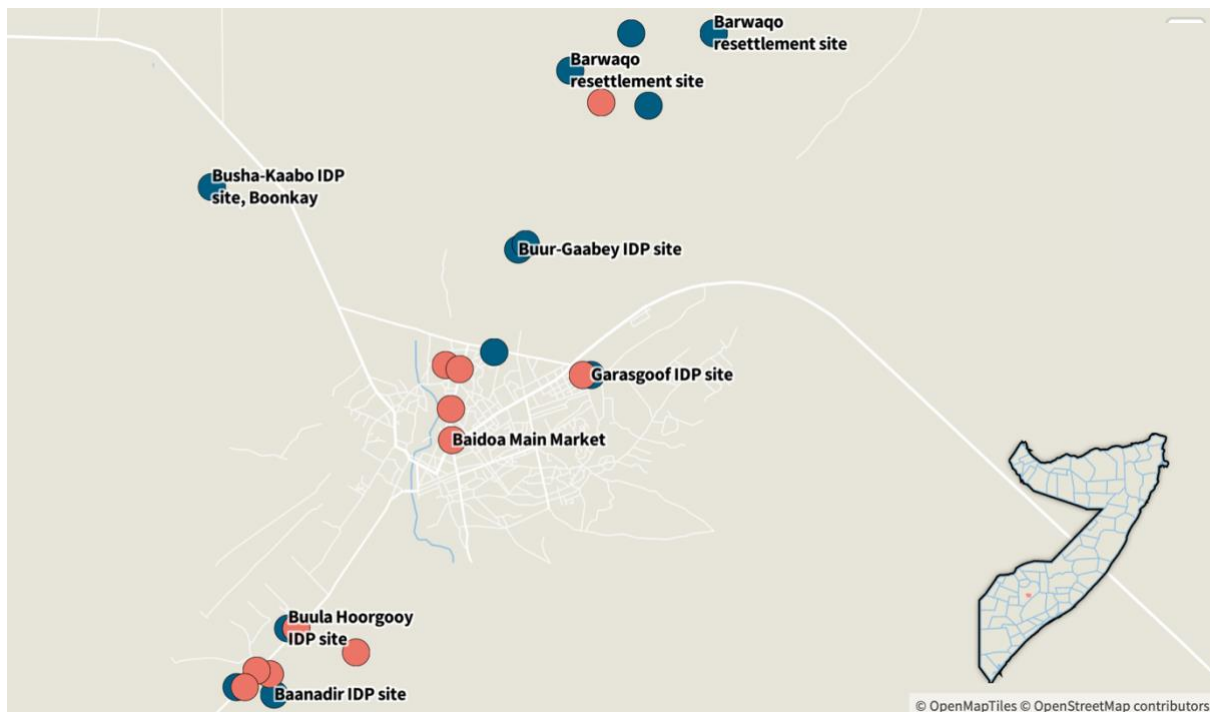 Barwaqo
resettlement site
Barwaqo
resettlement site
Busha-Kaabo IDP
site, Boonkay
Buur-Gaabey IDP site
Garasgoof IDP site
Baidoa Main Market
Buula Hoorgooy
IDP site
Baanadir IDP site
© OpenMapTiles © OpenStreetMap contributors